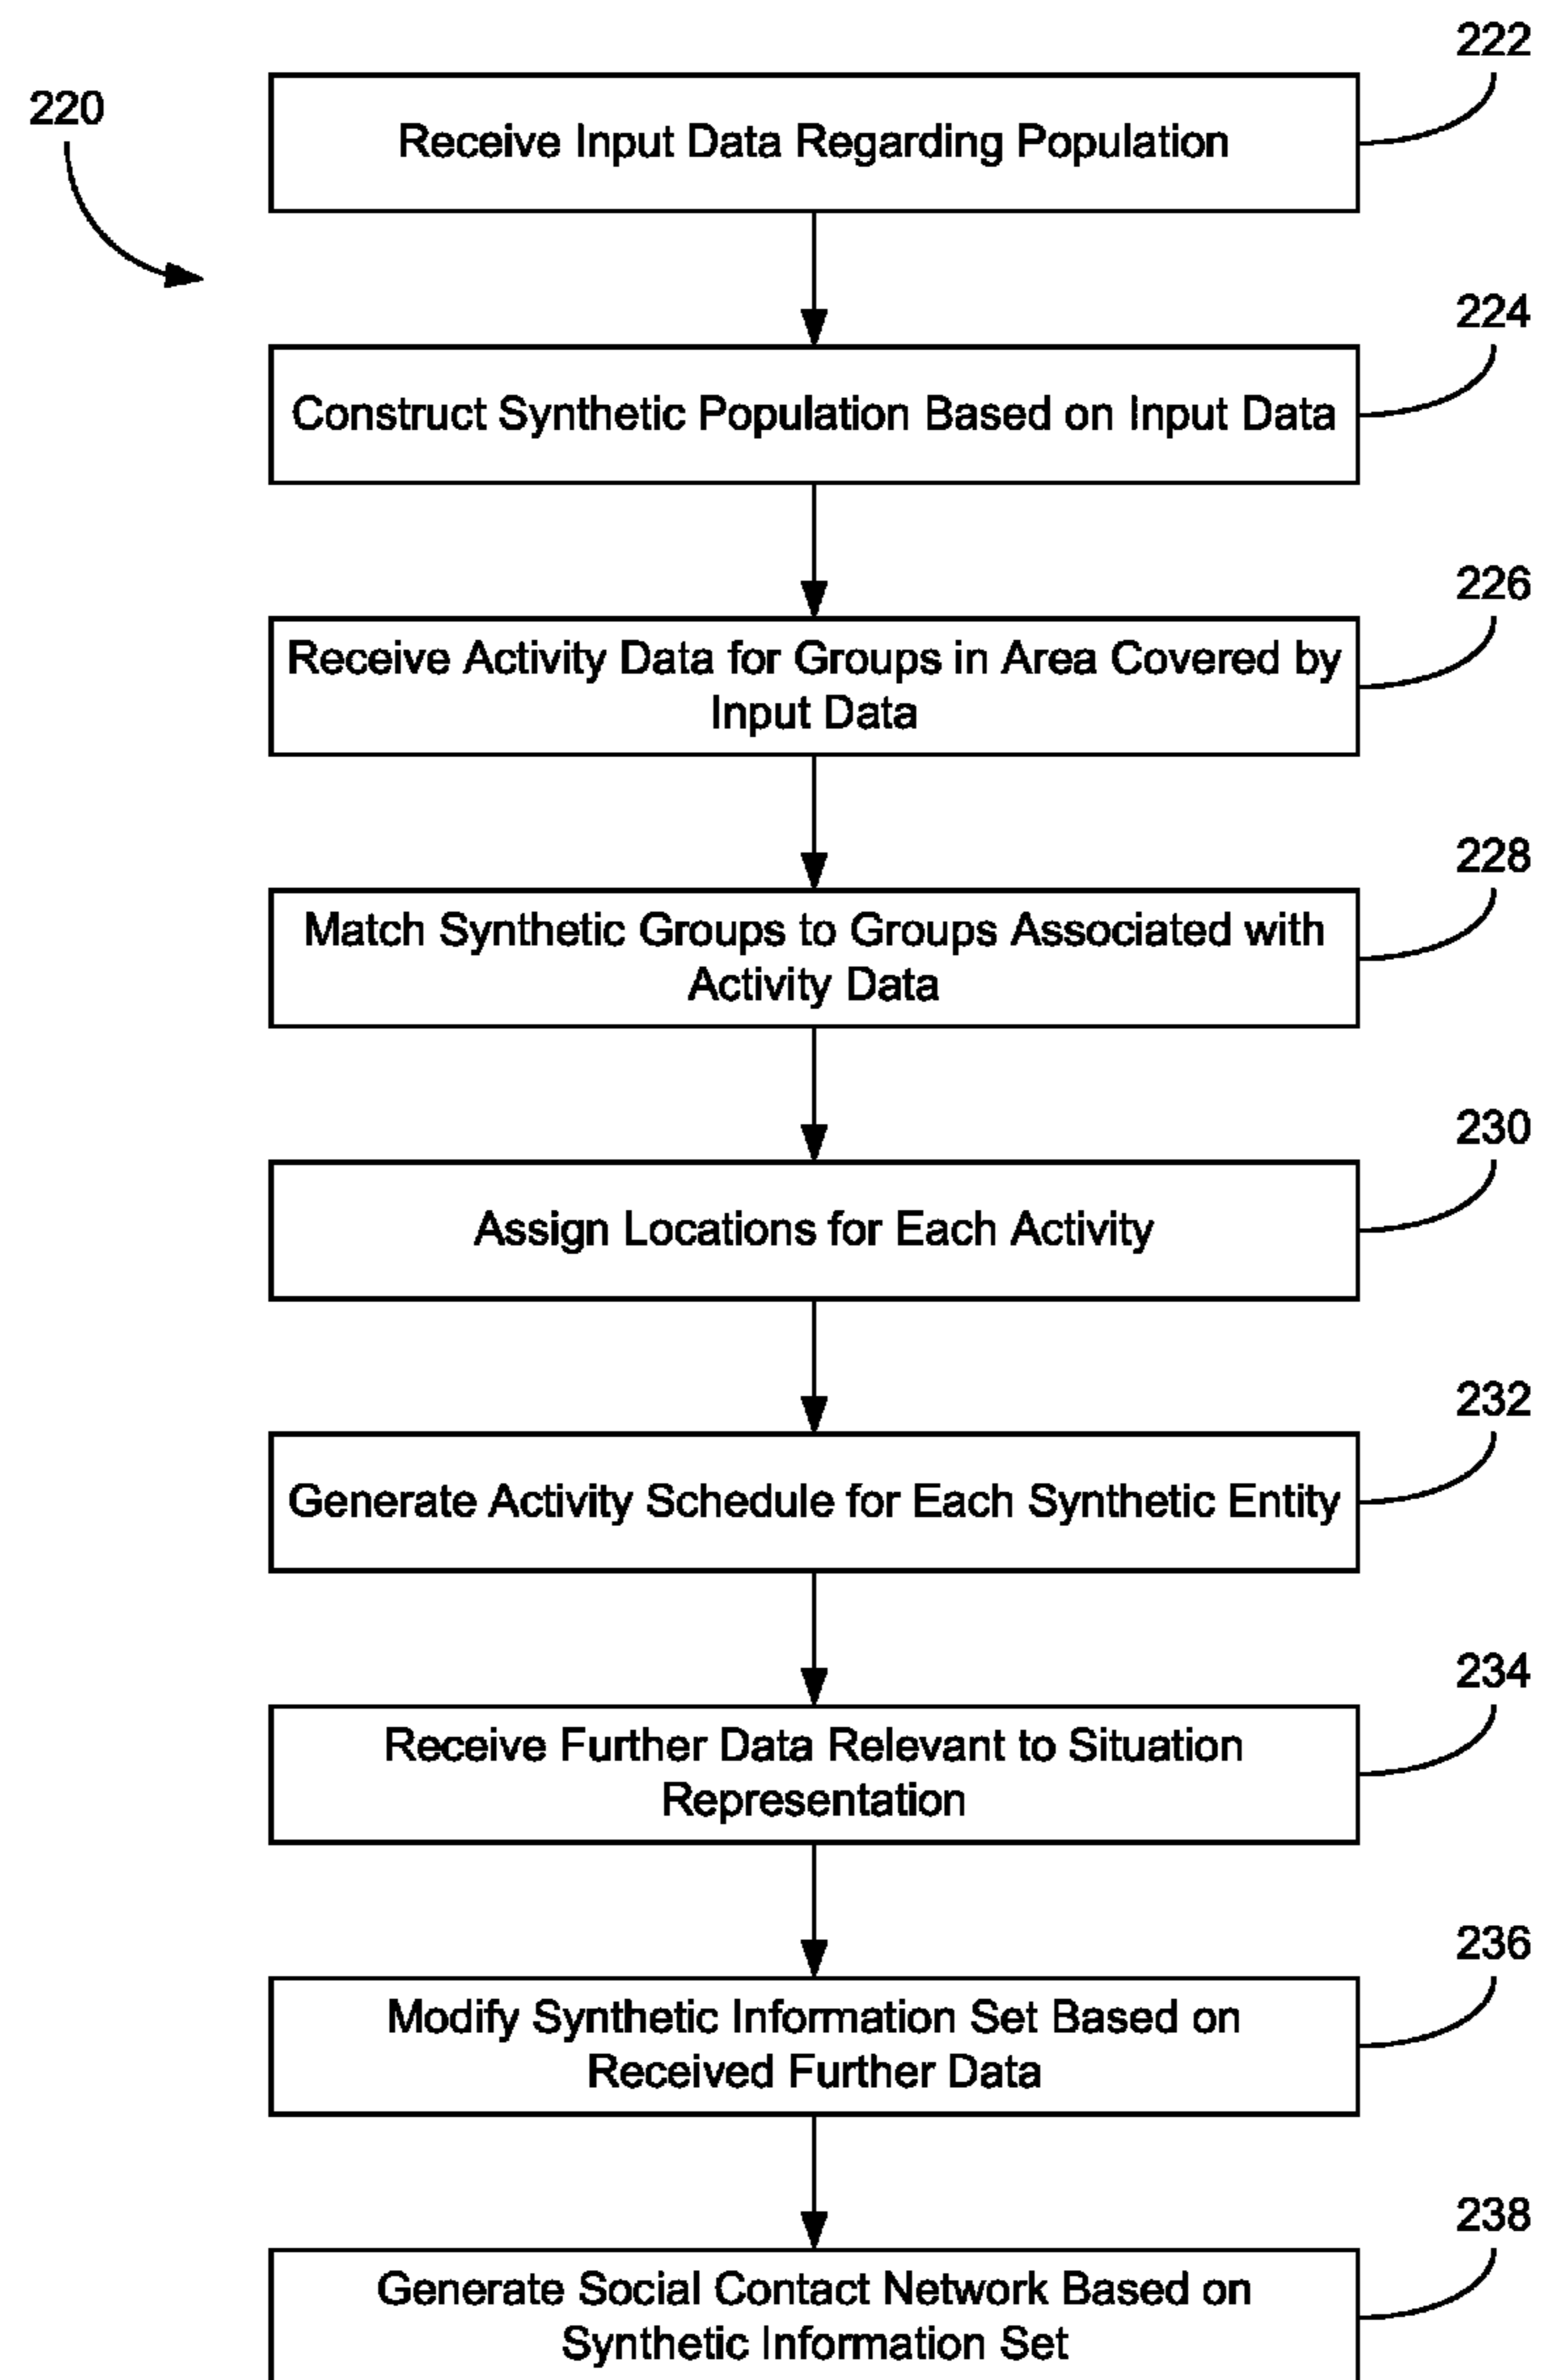 222
220
Receive Input Data Regarding Population
224
Construct Synthetic Population Based on Input Data
226
Receive Activity Data for Groups in Area Covered by
Input Data
228
Match Synthetic Groups to Groups Associated with
Activity Data
230
Assign Locations for Each Activity
232
Generate Activity Schedule for Each Synthetic Entity
234
Receive Further Data Relevant to Situation
Representation
236
Modify Synthetic Information Set Based on
Received Further Data
238
Generate Social Contact Network Based on
Synthetic Information Set